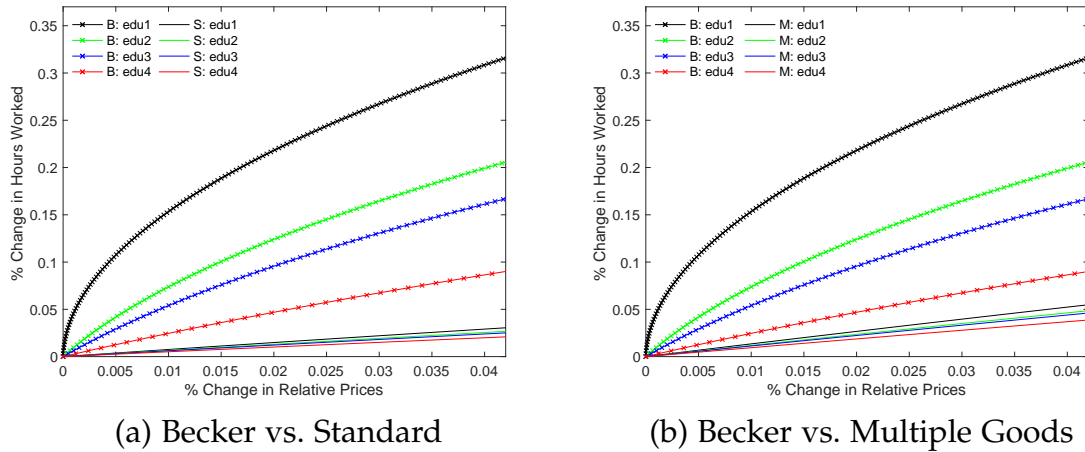 0.35
0.3
0.25
0.2
0.15
0.1
0.05
0
% Change in Hours Worked
B: edu1 S: edu1
B: edu2 S: edu2
B: edu3 S: edu3
B: edu4 S: edu4
0 0.005 0.01 0.015 0.02 0.025 0.03 0.035 0.04
% Change in Relative Prices
(a) Becker vs. Standard
0.35
0.3
0.25
0.2
0.15
0.1
0.05
0
% Change in Hours Worked
B: edu1 M: edu1
B: edu2 M: edu2
B: edu3 M: edu3
B: edu4 M: edu4
0 0.005 0.01 0.015 0.02 0.025 0.03 0.035 0.04
% Change in Relative Prices
(b) Becker vs. Multiple Goods